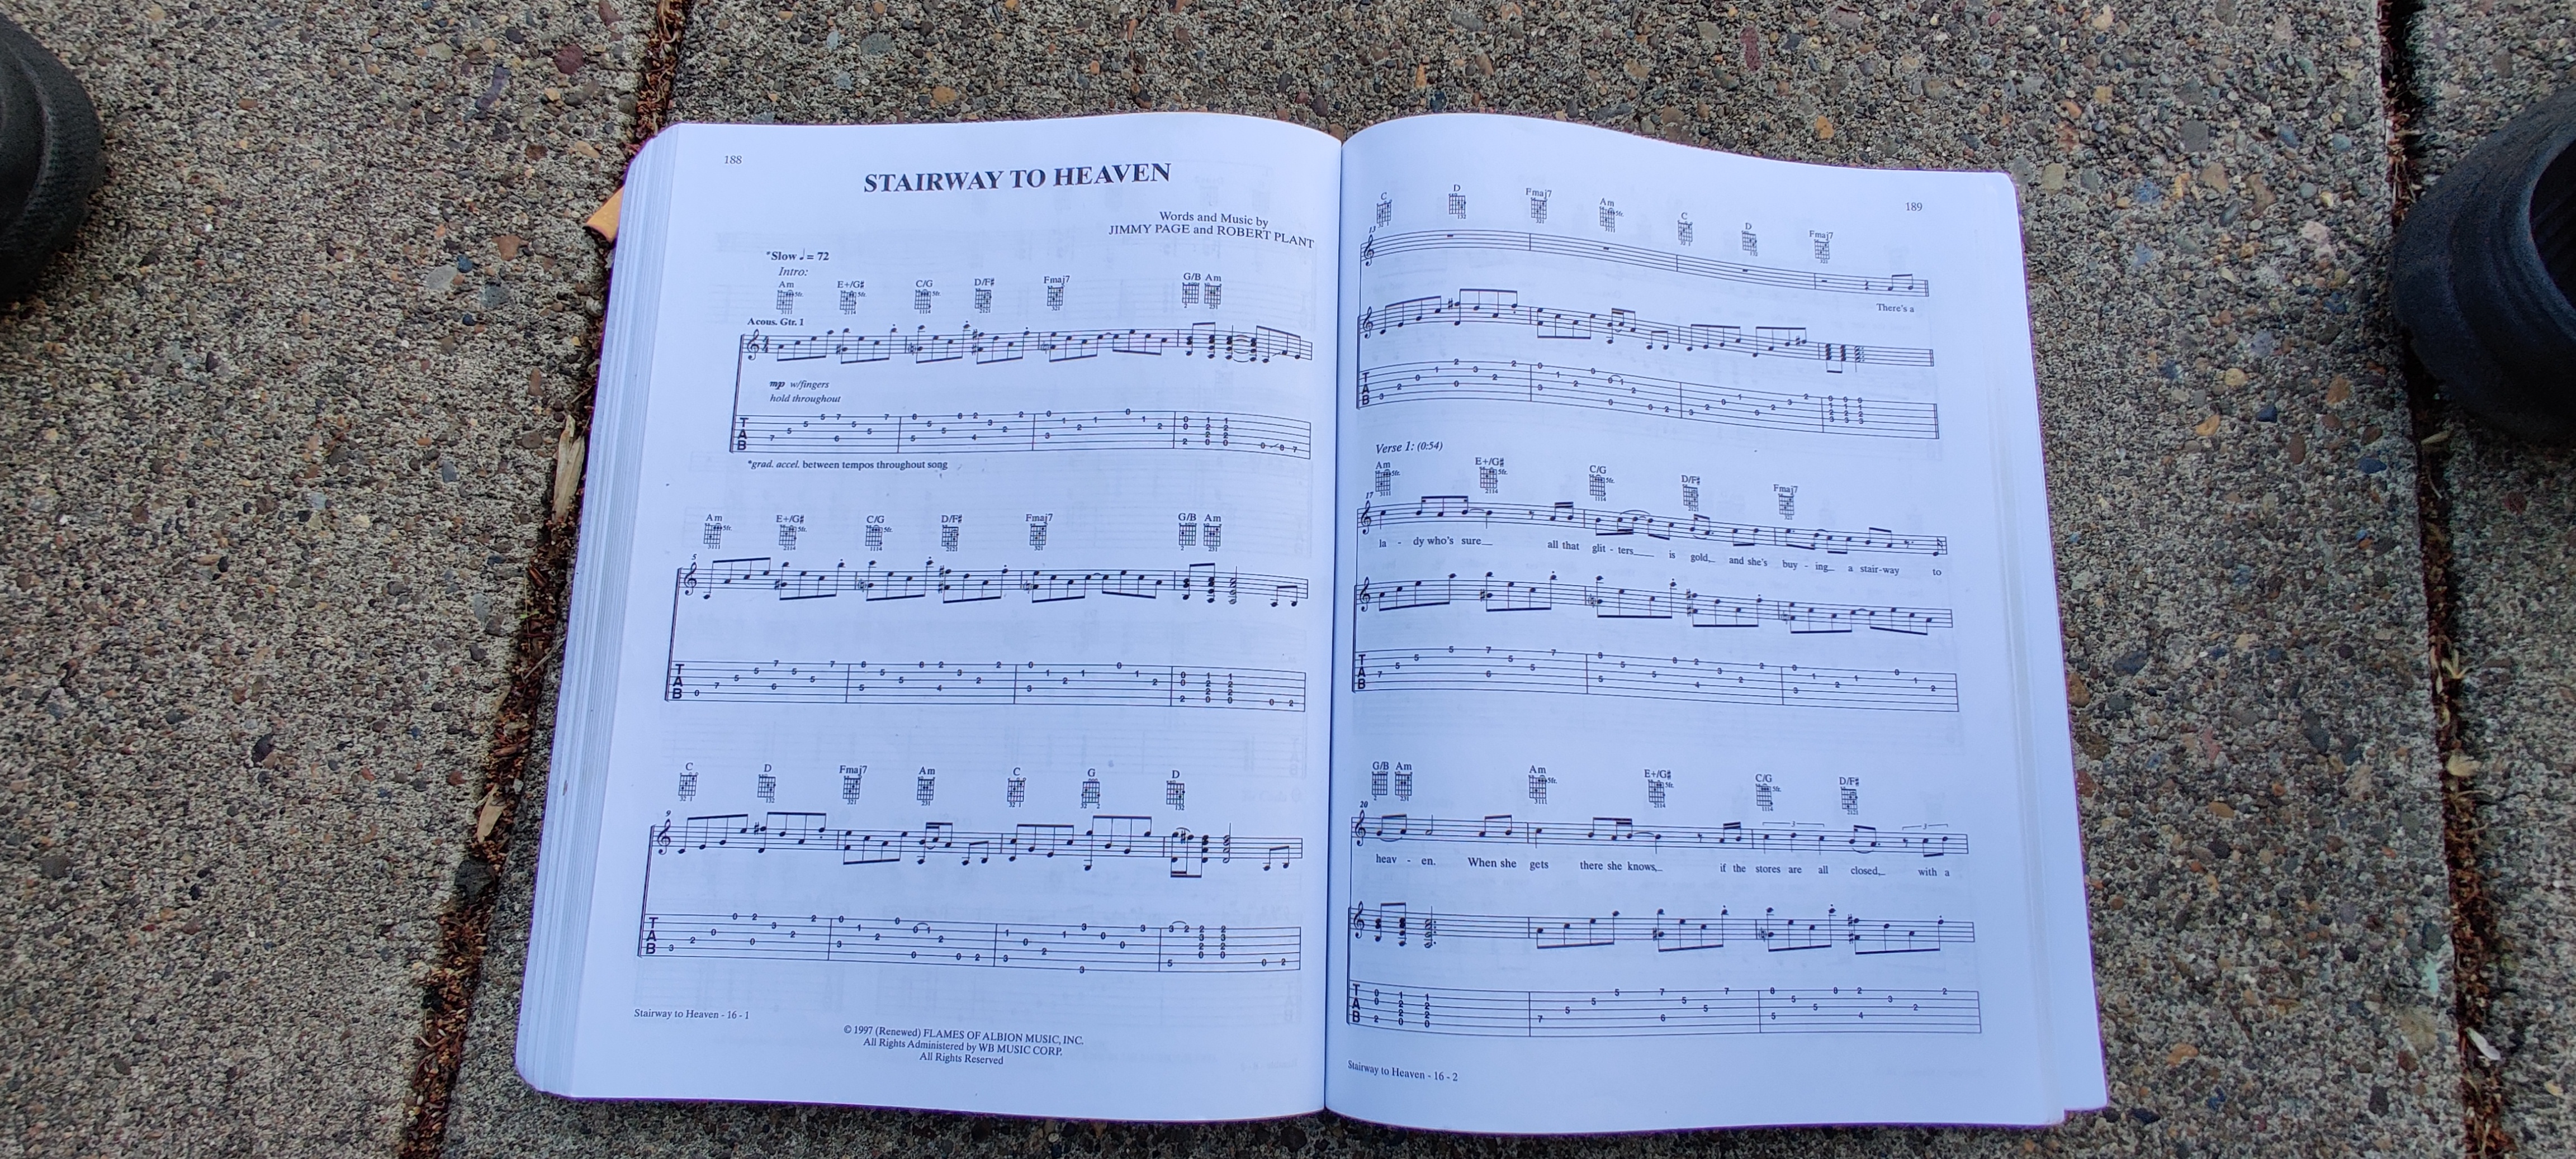 188
STAIRWAY TO HEAVEN
Words and Music by
JIMMY PAGE and ROBERT PLANT
*Slow ♩ = 72
Intro:
Am E+/G♯ C/G D/F♯ Fmaj7 G/B Am
Acous. Gtr. 1
mp w/fingers
hold throughout
T
A
B
*grad. accel. between tempos throughout song
Am E+/G♯ C/G D/F♯ Fmaj7 G/B Am
5
T
A
B
C D Fmaj7 Am C G D
9
T
A
B
Stairway to Heaven - 16 - 1
© 1997 (Renewed) FLAMES OF ALBION MUSIC, INC.
All Rights Administered by WB MUSIC CORP.
All Rights Reserved
189
C D Fmaj7 Am C D Fmaj7
13
There's a
T
A
B
Verse 1: (0:54)
Am E+/G♯ C/G D/F♯ Fmaj7
17
la - dy who's sure all that glit - ters is gold, and she's buy - ing a stair-way to
T
A
B
G/B Am Am E+/G♯ C/G D/F♯
20
heav - en. When she gets there she knows, if the stores are all closed, with a
T
A
B
Stairway to Heaven - 16 - 2